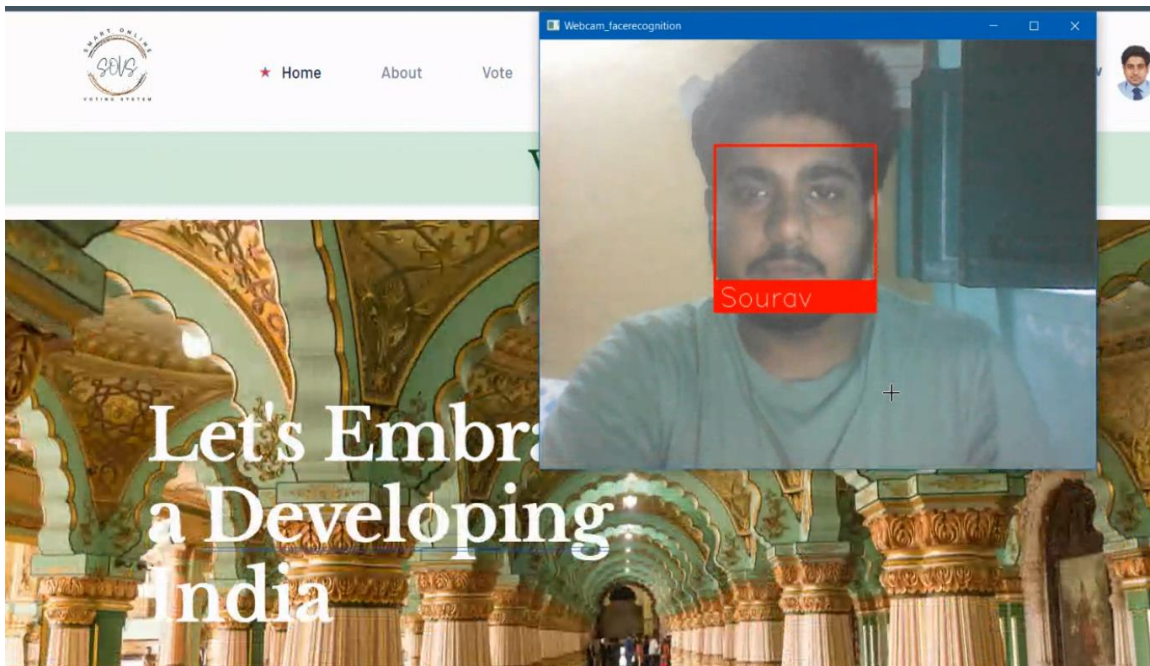 SMART ONLINE
SOVS
VOTING SYSTEM
Home
About
Vote
Webcam_facerecognition
Sourav
Let's Embra
a Developing
India